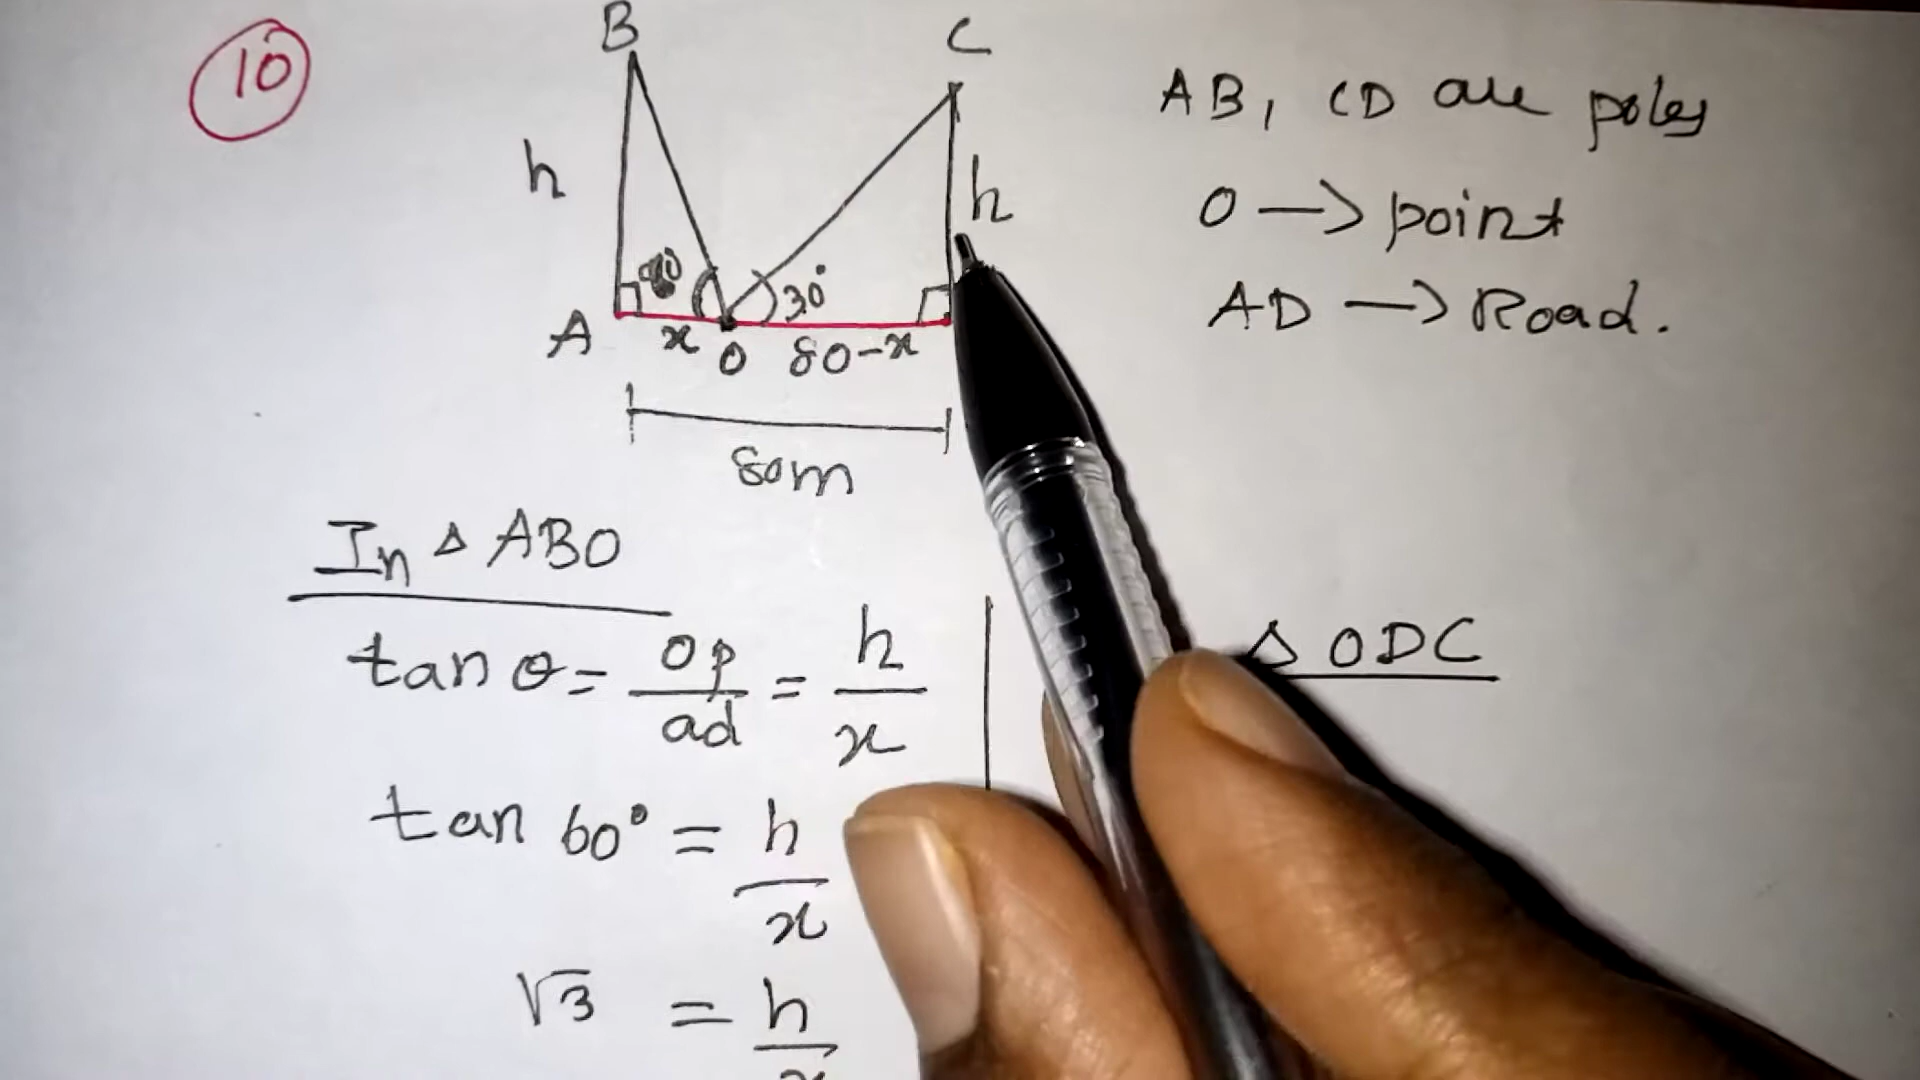 10
B
C
h
h
30°
A
x
O
80-x
80m
AB, CD are poles
O → point
AD → Road.
In Δ ABO
tan θ = op/ad = h/x
tan 60° = h/x
√3 = h/x
Δ ODC